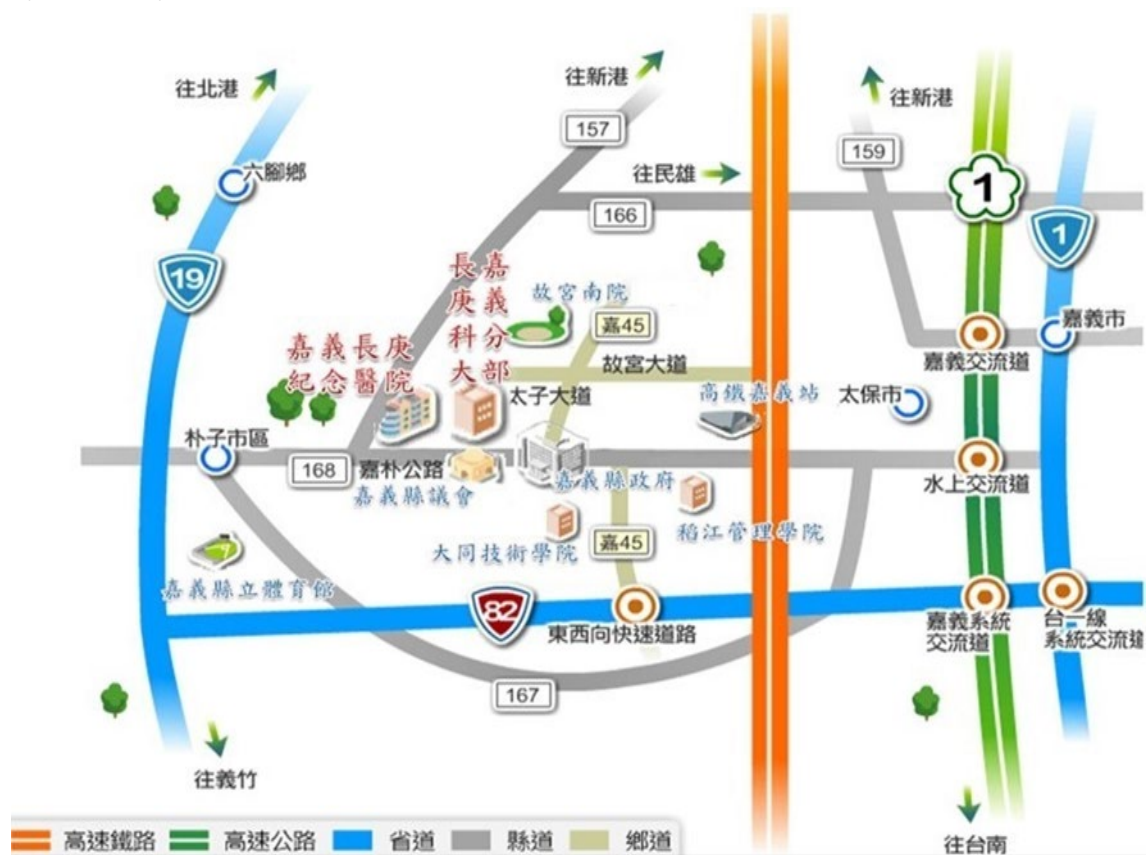 往北港
往新港
往新港
157
159
六腳鄉
往民雄
1
166
1
19
長庚科大
嘉義分部
故宮南院
嘉45
嘉義市
嘉義長庚
紀念醫院
故宮大道
嘉義交流道
太子大道
高鐵嘉義站
太保市
朴子市區
168
嘉朴公路
嘉義縣議會
嘉義縣政府
水上交流道
稻江管理學院
大同技術學院
嘉45
嘉義縣立體育館
82
東西向快速道路
嘉義系統
交流道
台一線
系統交流道
167
往義竹
往台南
高速鐵路
高速公路
省道
縣道
鄉道